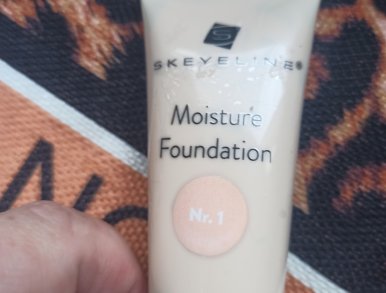 S
SKEYELINE®
Moisture
Foundation
Nr. 1